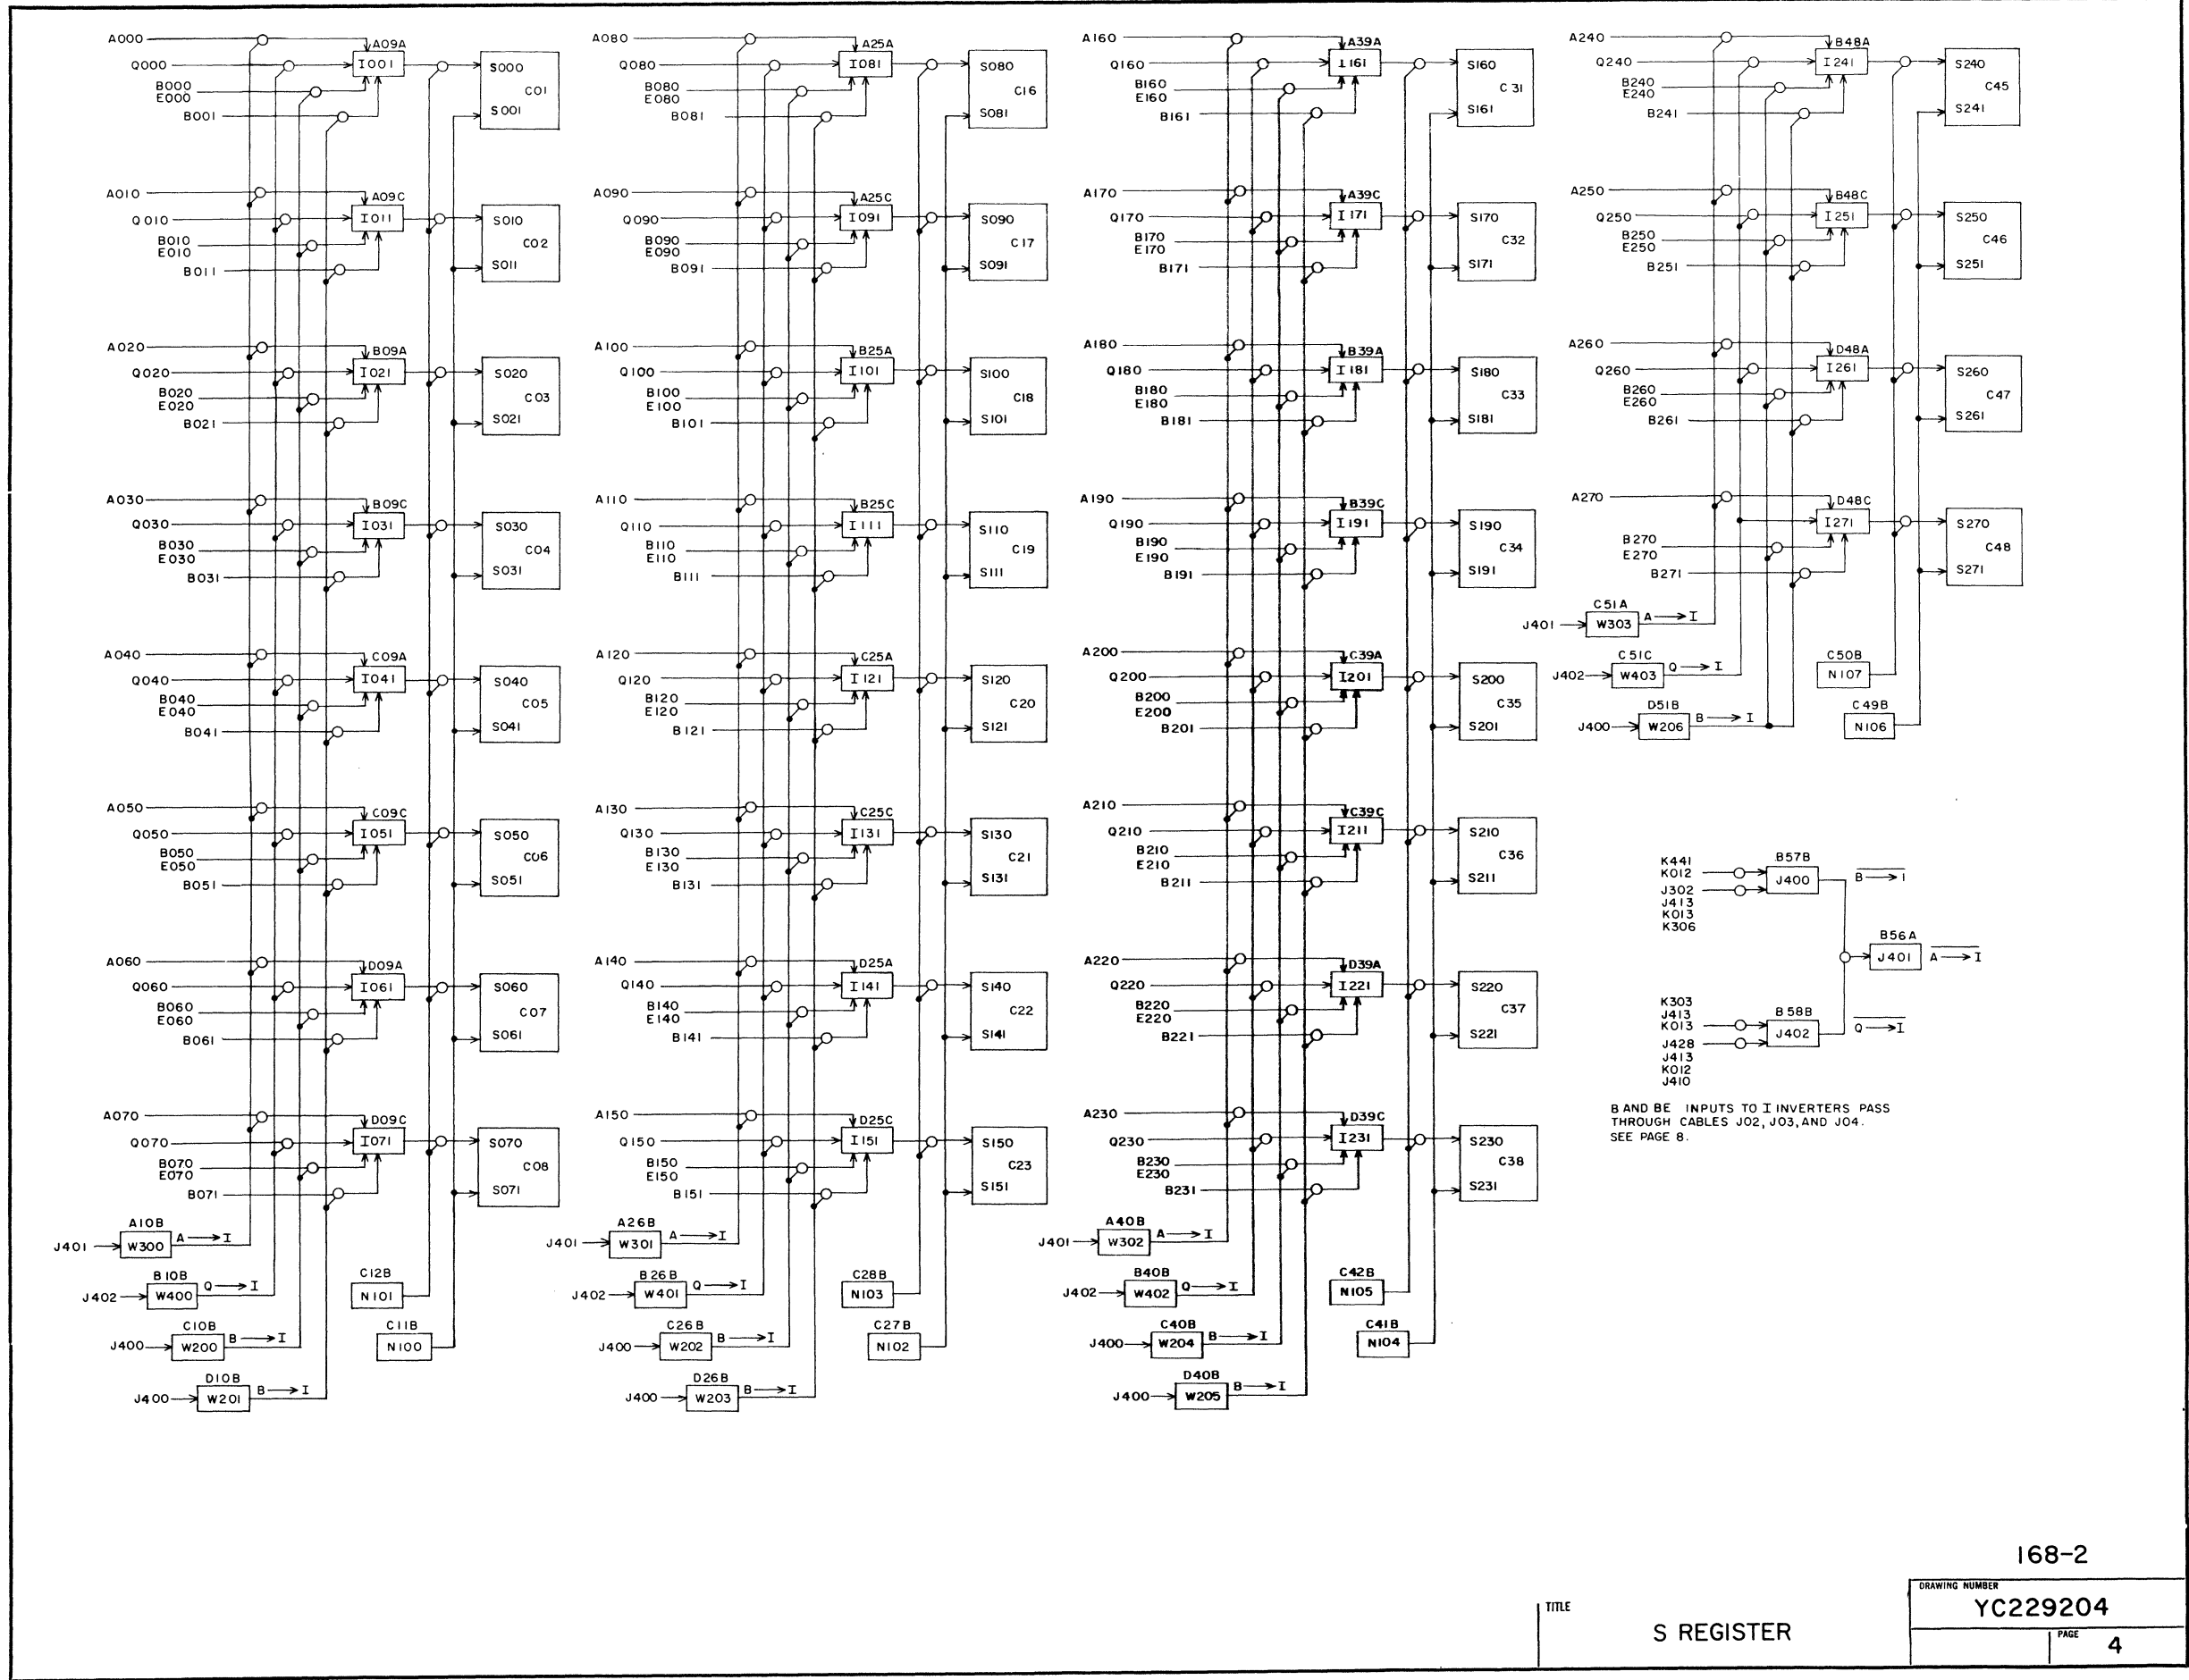 A000
A09A
Q000
I001
S000
B000
E000
C01
B001
S001
A010
A09C
Q010
I011
S010
B010
E010
C02
B011
S011
A020
B09A
Q020
I021
S020
B020
E020
C03
B021
S021
A030
B09C
Q030
I031
S030
B030
E030
C04
B031
S031
A040
C09A
Q040
I041
S040
B040
E040
C05
B041
S041
A050
C09C
Q050
I051
S050
B050
E050
C06
B051
S051
A060
D09A
Q060
I061
S060
B060
E060
C07
B061
S061
A070
D09C
Q070
I071
S070
B070
E070
C08
B071
S071
A10B
J401 W300 A → I
B10B
J402 W400 Q → I
C12B
N101
C10B
J400 W200 B → I
C11B
N100
D10B
J400 W201 B → I
A080
A25A
Q080
I081
S080
B080
E080
C16
B081
S081
A090
A25C
Q090
I091
S090
B090
E090
C17
B091
S091
A100
B25A
Q100
I101
S100
B100
E100
C18
B101
S101
A110
B25C
Q110
I111
S110
B110
E110
C19
B111
S111
A120
C25A
Q120
I121
S120
B120
E120
C20
B121
S121
A130
C25C
Q130
I131
S130
B130
E130
C21
B131
S131
A140
D25A
Q140
I141
S140
B140
E140
C22
B141
S141
A150
D25C
Q150
I151
S150
B150
E150
C23
B151
S151
A26B
J401 W301 A → I
B26B
J402 W401 Q → I
C28B
N103
C26B
J400 W202 B → I
C27B
N102
D26B
J400 W203 B → I
A160
A39A
Q160
I161
S160
B160
E160
C31
B161
S161
A170
A39C
Q170
I171
S170
B170
E170
C32
B171
S171
A180
B39A
Q180
I181
S180
B180
E180
C33
B181
S181
A190
B39C
Q190
I191
S190
B190
E190
C34
B191
S191
A200
C39A
Q200
I201
S200
B200
E200
C35
B201
S201
A210
C39C
Q210
I211
S210
B210
E210
C36
B211
S211
A220
D39A
Q220
I221
S220
B220
E220
C37
B221
S221
A230
D39C
Q230
I231
S230
B230
E230
C38
B231
S231
A40B
J401 W302 A → I
B40B
J402 W402 Q → I
C42B
N105
C40B
J400 W204 B → I
C41B
N104
D40B
J400 W205 B → I
A240
B48A
Q240
I241
S240
B240
E240
C45
B241
S241
A250
B48C
Q250
I251
S250
B250
E250
C46
B251
S251
A260
D48A
Q260
I261
S260
B260
E260
C47
B261
S261
A270
D48C
I271
S270
B270
E270
C48
B271
S271
C51A
J401 W303 A → I
C51C
J402 W403 Q → I
C50B
N107
D51B
J400 W206 B → I
C49B
N106
K441
K012
J302
J413
K013
K306
B57B
J400
B → I
B56A
J401
A → I
K303
J413
K013
J428
J413
K012
J410
B58B
J402
Q → I
B AND BE INPUTS TO I INVERTERS PASS
THROUGH CABLES J02, J03, AND J04.
SEE PAGE 8.
168-2
DRAWING NUMBER
YC229204
TITLE
S REGISTER
PAGE
4